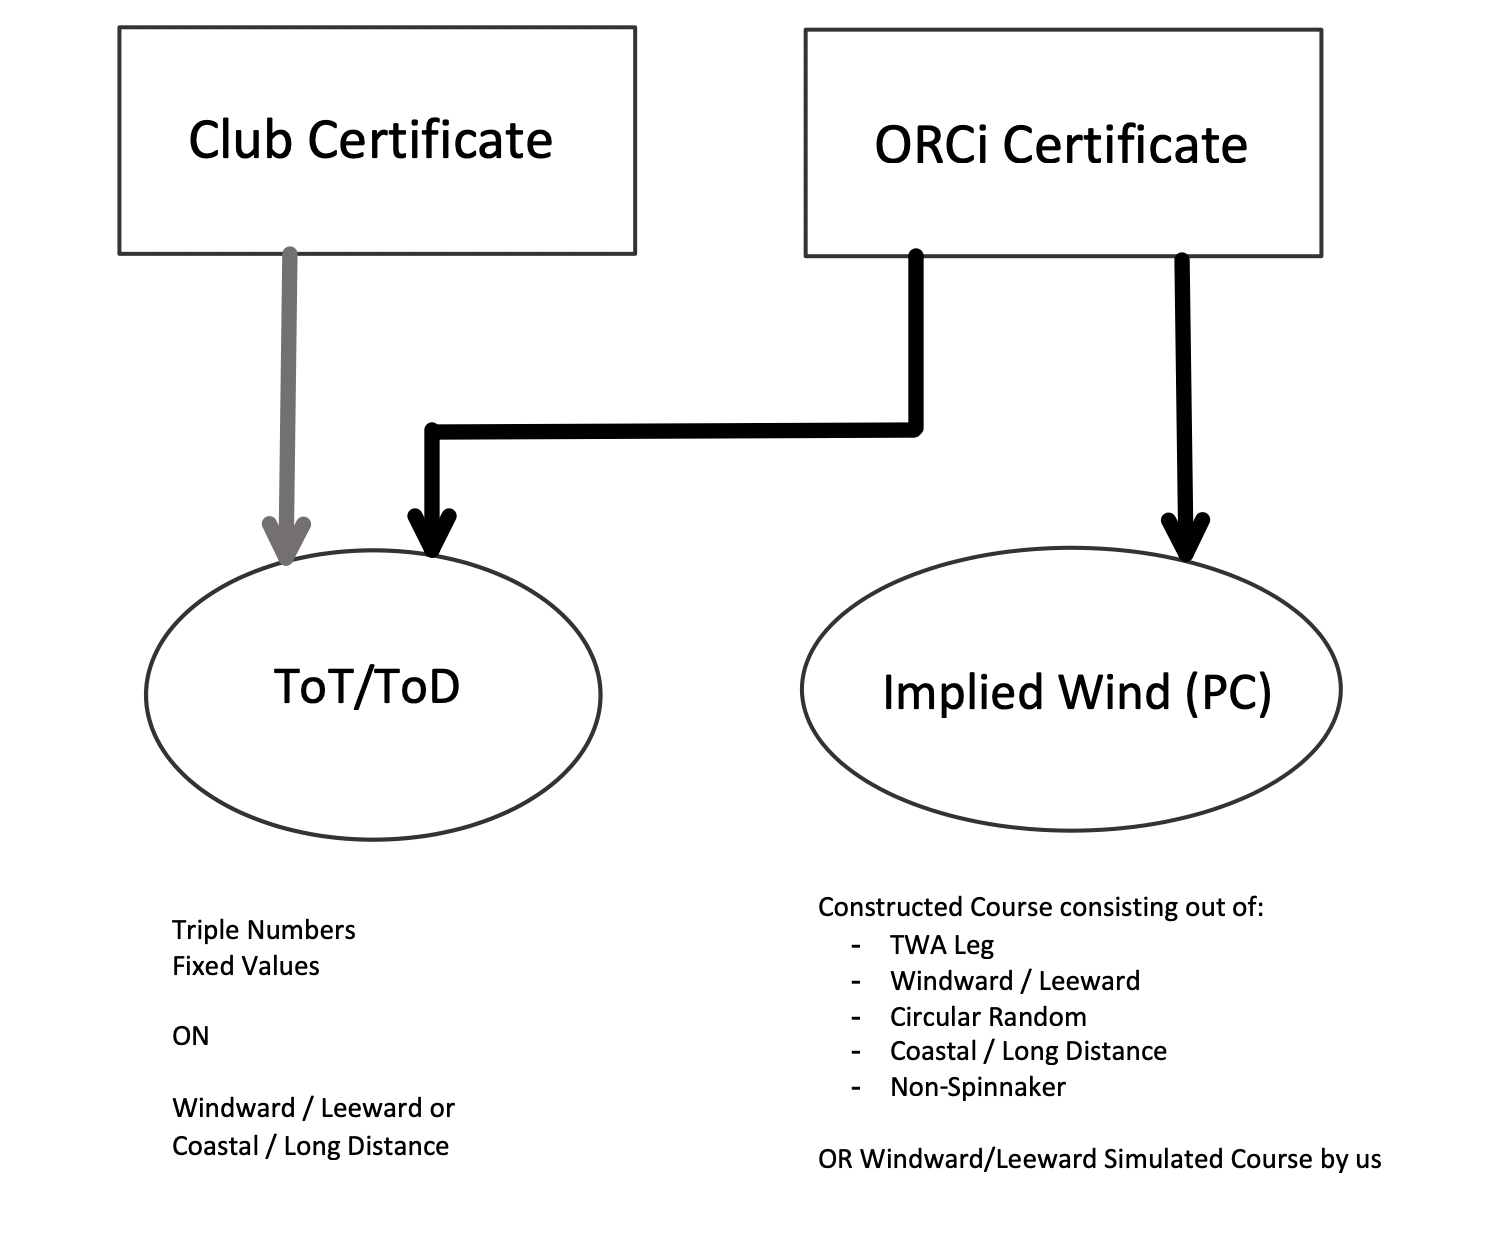 Club Certificate
ORCi Certificate
ToT/ToD
Implied Wind (PC)
Triple Numbers
Fixed Values
ON
Windward / Leeward or
Coastal / Long Distance
Constructed Course consisting out of:
- TWA Leg
- Windward / Leeward
- Circular Random
- Coastal / Long Distance
- Non-Spinnaker
OR Windward/Leeward Simulated Course by us